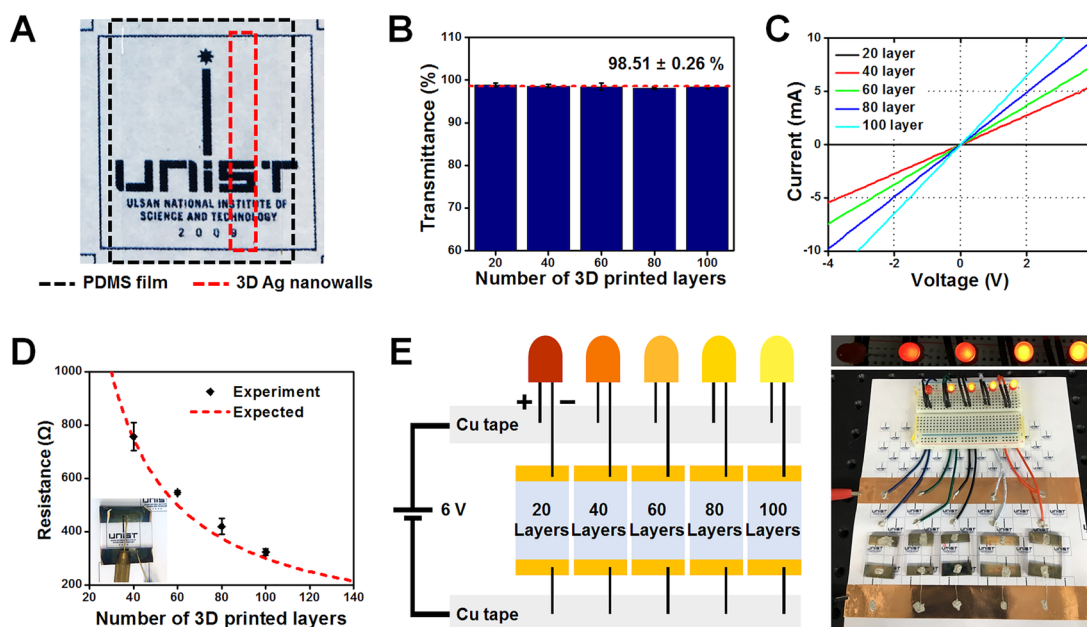 A
UNiST
ULSAN NATIONAL INSTITUTE OF
SCIENCE AND TECHNOLOGY
2009
PDMS film
3D Ag nanowalls
B
98.51 ± 0.26 %
Transmittance (%)
110
100
90
80
70
60
20 40 60 80 100
Number of 3D printed layers
C
20 layer
40 layer
60 layer
80 layer
100 layer
Current (mA)
10
5
0
-5
-10
-4 -2 0 2
Voltage (V)
D
Experiment
Expected
Resistance (Ω)
1000
800
600
400
200
UNiST
20 40 60 80 100 120 140
Number of 3D printed layers
E
+ −
Cu tape
6 V
20 Layers
40 Layers
60 Layers
80 Layers
100 Layers
Cu tape